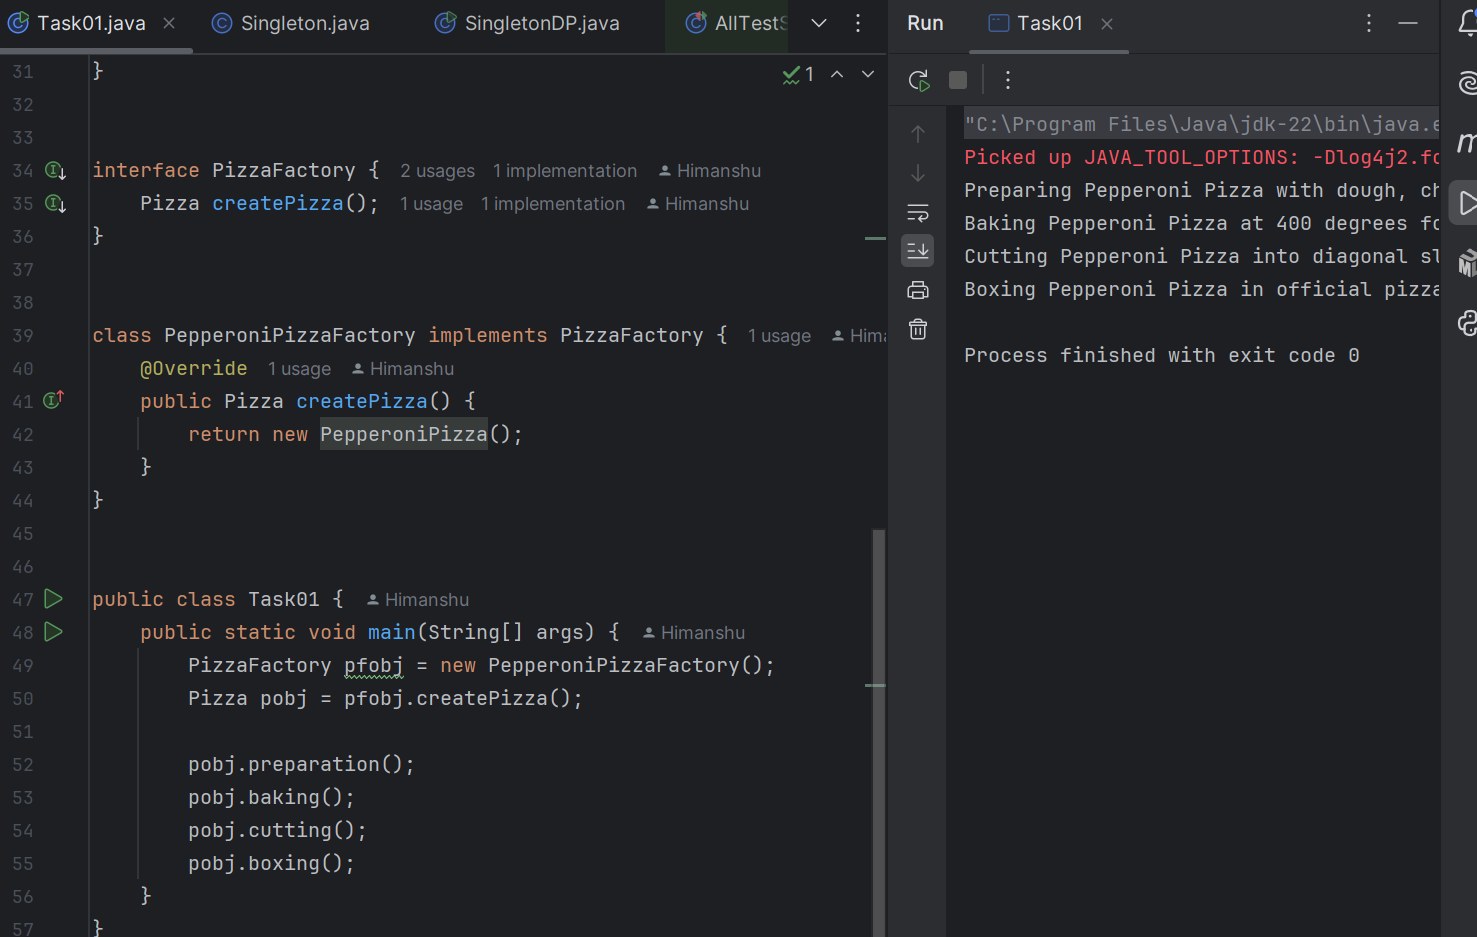 Task01.java
Singleton.java
SingletonDP.java
AllTestS
Run
Task01
1
31 }
32
33
34 interface PizzaFactory { 2 usages 1 implementation Himanshu
35 Pizza createPizza(); 1 usage 1 implementation Himanshu
36 }
37
38
39 class PepperoniPizzaFactory implements PizzaFactory { 1 usage Hima
40 @Override 1 usage Himanshu
41 public Pizza createPizza() {
42 return new PepperoniPizza();
43 }
44 }
45
46
47 public class Task01 { Himanshu
48 public static void main(String[] args) { Himanshu
49 PizzaFactory pfobj = new PepperoniPizzaFactory();
50 Pizza pobj = pfobj.createPizza();
51
52 pobj.preparation();
53 pobj.baking();
54 pobj.cutting();
55 pobj.boxing();
56 }
57 }
"C:\Program Files\Java\jdk-22\bin\java.e
Picked up JAVA_TOOL_OPTIONS: -Dlog4j2.fo
Preparing Pepperoni Pizza with dough, ch
Baking Pepperoni Pizza at 400 degrees fo
Cutting Pepperoni Pizza into diagonal sl
Boxing Pepperoni Pizza in official pizza
Process finished with exit code 0